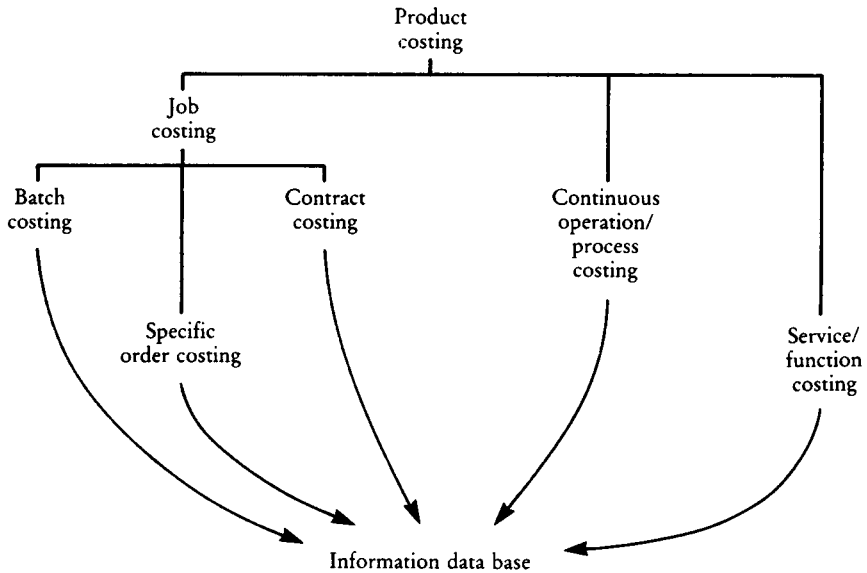 Product
costing
Job
costing
Batch
costing
Contract
costing
Continuous
operation/
process
costing
Specific
order costing
Service/
function
costing
Information data base